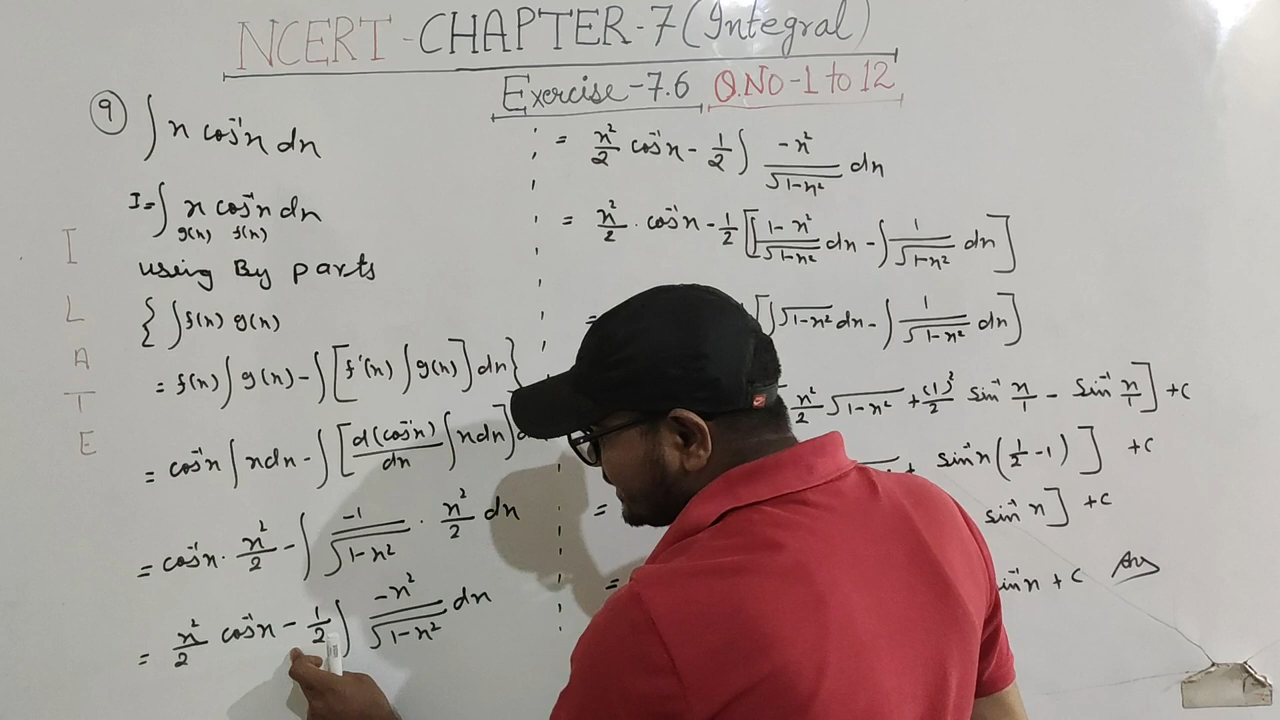 NCERT-CHAPTER-7 (Integral)
Exercise-7.6 Q.NO-1 to 12
I
L
A
T
E
9 ∫ x cos⁻¹x dx
I = ∫ x cos⁻¹x dx
g(x) f(x)
using By parts
{ ∫ f(x) g(x)
= f(x) ∫ g(x) - ∫ [f'(x) ∫ g(x)] dx }
= cos⁻¹x ∫ x dx - ∫ [d(cos⁻¹x)/dx ∫ x dx]
= cos⁻¹x · x²/2 - ∫ -1/√1-x² · x²/2 dx
= x²/2 cos⁻¹x - 1/2 ∫ -x²/√1-x² dx
= x²/2 cos⁻¹x - 1/2 ∫ -x²/√1-x² dx
= x²/2 · cos⁻¹x - 1/2 [∫ 1-x²/√1-x² dx - ∫ 1/√1-x² dx]
= [∫ √1-x² dx - ∫ 1/√1-x² dx]
x²/2 √1-x² + (1)²/2 sin⁻¹ x/1 - sin⁻¹ x/1] + c
+ sin⁻¹x (1/2 - 1)] + c
= sin⁻¹ x] + c
= sin⁻¹x + c Ans